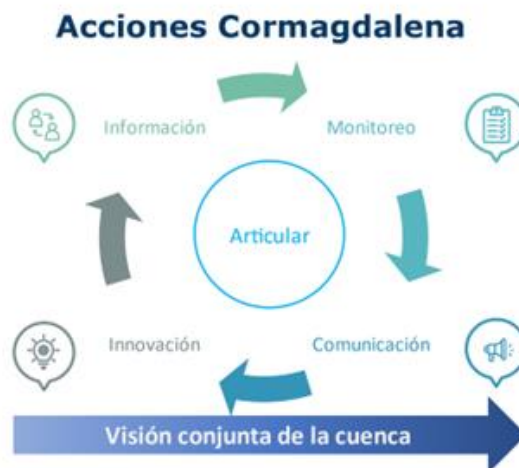 Acciones Cormagdalena
Información
Monitoreo
Articular
Innovación
Comunicación
Visión conjunta de la cuenca